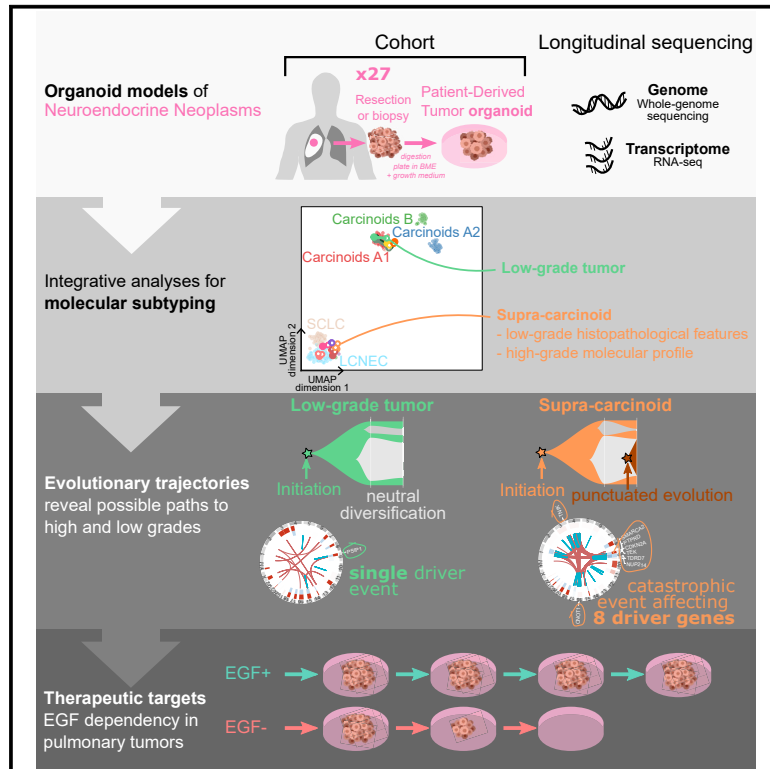 Cohort
Longitudinal sequencing
Organoid models of
Neuroendocrine Neoplasms
x27
Resection
or biopsy
Patient-Derived
Tumor organoid
digestion
plate in BME
+ growth medium
Genome
Whole-genome
sequencing
Transcriptome
RNA-seq
Integrative analyses for
molecular subtyping
Carcinoids B
Carcinoids A2
Carcinoids A1
SCLC
LCNEC
UMAP
dimension 2
UMAP
dimension 1
Low-grade tumor
Supra-carcinoid
- low-grade histopathological features
- high-grade molecular profile
Evolutionary trajectories
reveal possible paths to
high and low grades
Low-grade tumor
Initiation
neutral
diversification
single driver
event
Supra-carcinoid
Initiation
punctuated evolution
SMARCA2
CDKN2A
TEK
NUP214
catastrophic
event affecting
8 driver genes
Therapeutic targets
EGF dependency in
pulmonary tumors
EGF+
EGF-